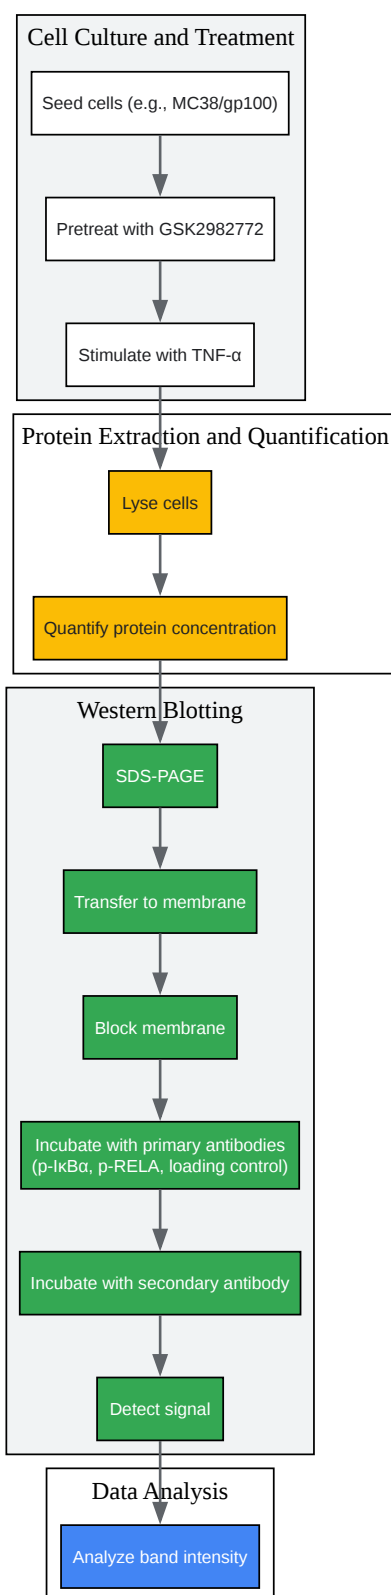 Cell Culture and Treatment
Seed cells (e.g., MC38/gp100)
Pretreat with GSK2982772
Stimulate with TNF-α
Protein Extraction and Quantification
Lyse cells
Quantify protein concentration
Western Blotting
SDS-PAGE
Transfer to membrane
Block membrane
Incubate with primary antibodies
(p-IκBα, p-RELA, loading control)
Incubate with secondary antibody
Detect signal
Data Analysis
Analyze band intensity